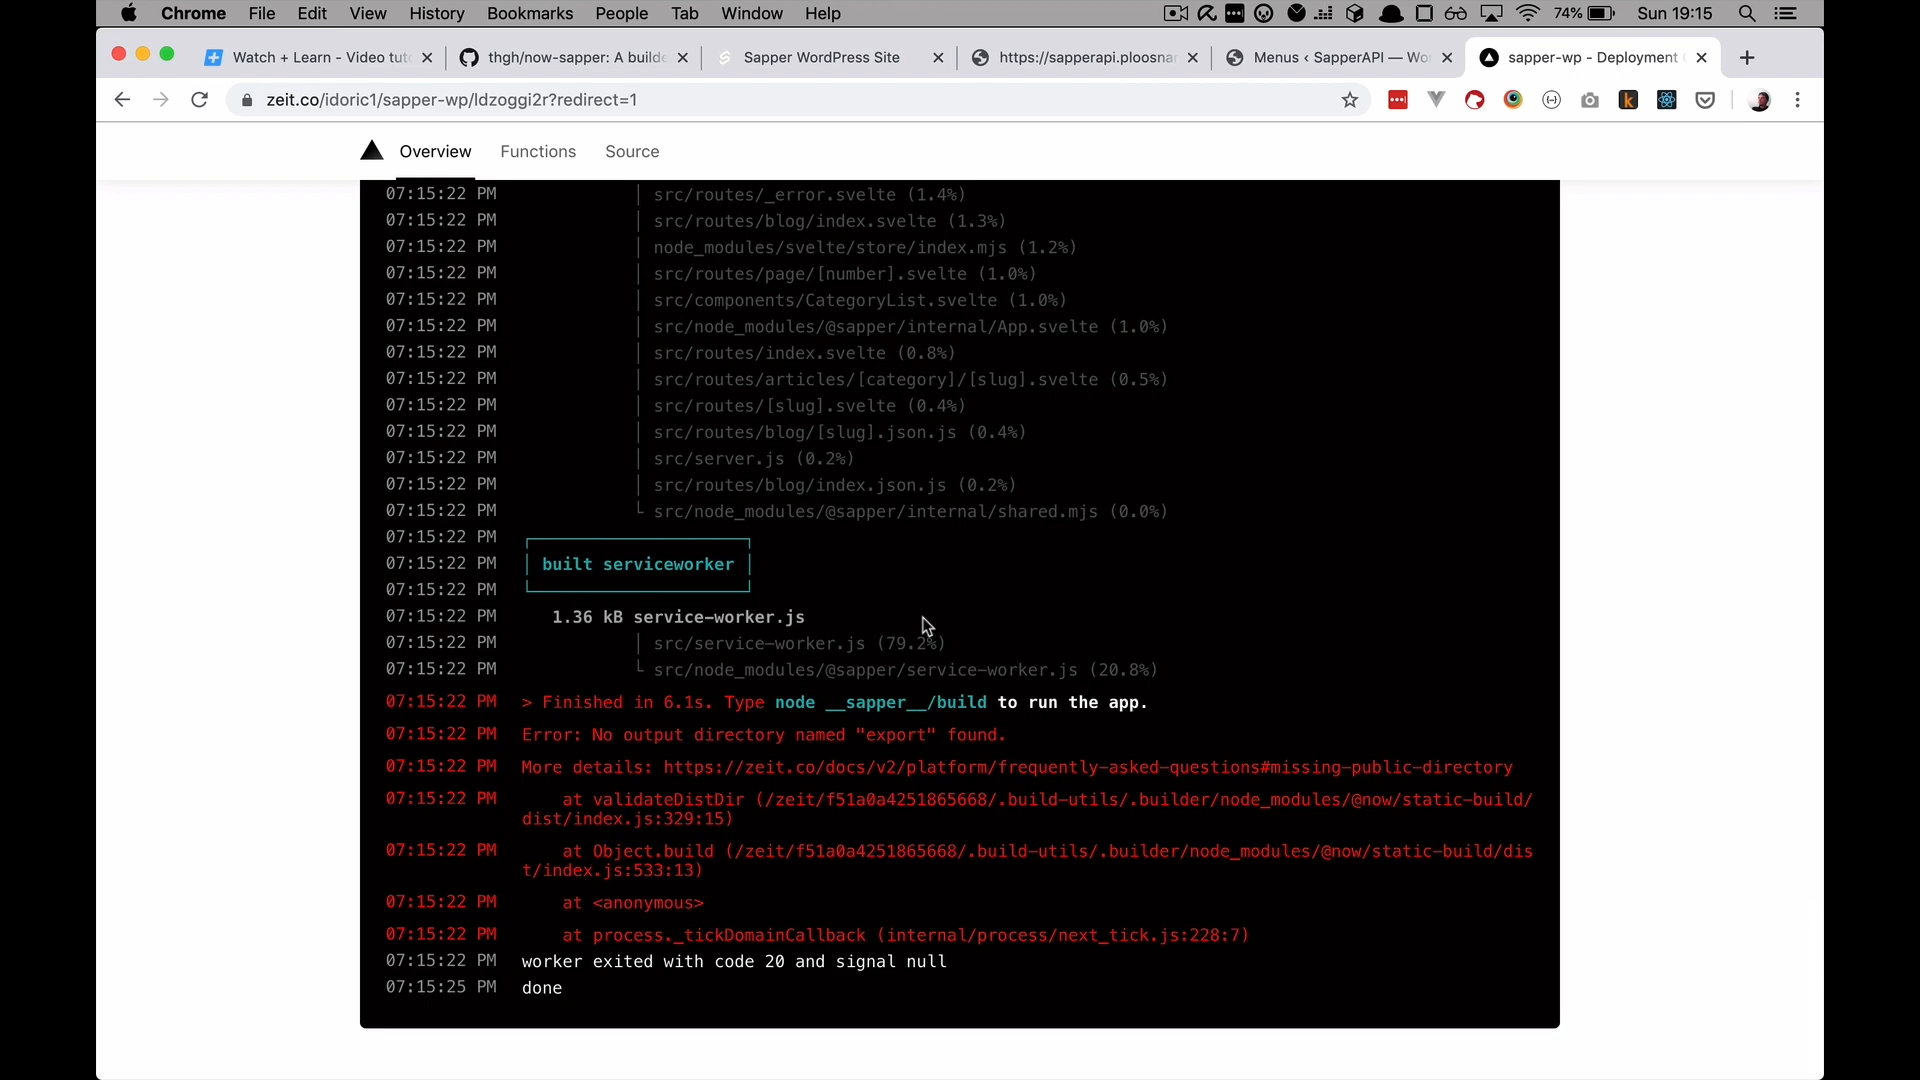 Chrome File Edit View History Bookmarks People Tab Window Help 74% Sun 19:15
Watch + Learn - Video tut
thgh/now-sapper: A builde
Sapper WordPress Site
https://sapperapi.ploosna
Menus ‹ SapperAPI — Wor
sapper-wp - Deployment
zeit.co/idoric1/sapper-wp/ldzoggi2r?redirect=1
Overview Functions Source
07:15:22 PM │ src/routes/_error.svelte (1.4%)
07:15:22 PM │ src/routes/blog/index.svelte (1.3%)
07:15:22 PM │ node_modules/svelte/store/index.mjs (1.2%)
07:15:22 PM │ src/routes/page/[number].svelte (1.0%)
07:15:22 PM │ src/components/CategoryList.svelte (1.0%)
07:15:22 PM │ src/node_modules/@sapper/internal/App.svelte (1.0%)
07:15:22 PM │ src/routes/index.svelte (0.8%)
07:15:22 PM │ src/routes/articles/[category]/[slug].svelte (0.5%)
07:15:22 PM │ src/routes/[slug].svelte (0.4%)
07:15:22 PM │ src/routes/blog/[slug].json.js (0.4%)
07:15:22 PM │ src/server.js (0.2%)
07:15:22 PM │ src/routes/blog/index.json.js (0.2%)
07:15:22 PM └ src/node_modules/@sapper/internal/shared.mjs (0.0%)
07:15:22 PM
07:15:22 PM built serviceworker
07:15:22 PM
07:15:22 PM 1.36 kB service-worker.js
07:15:22 PM │ src/service-worker.js (79.2%)
07:15:22 PM └ src/node_modules/@sapper/service-worker.js (20.8%)
07:15:22 PM > Finished in 6.1s. Type node __sapper__/build to run the app.
07:15:22 PM Error: No output directory named "export" found.
07:15:22 PM More details: https://zeit.co/docs/v2/platform/frequently-asked-questions#missing-public-directory
07:15:22 PM at validateDistDir (/zeit/f51a0a4251865668/.build-utils/.builder/node_modules/@now/static-build/
dist/index.js:329:15)
07:15:22 PM at Object.build (/zeit/f51a0a4251865668/.build-utils/.builder/node_modules/@now/static-build/dis
t/index.js:533:13)
07:15:22 PM at <anonymous>
07:15:22 PM at process._tickDomainCallback (internal/process/next_tick.js:228:7)
07:15:22 PM worker exited with code 20 and signal null
07:15:25 PM done